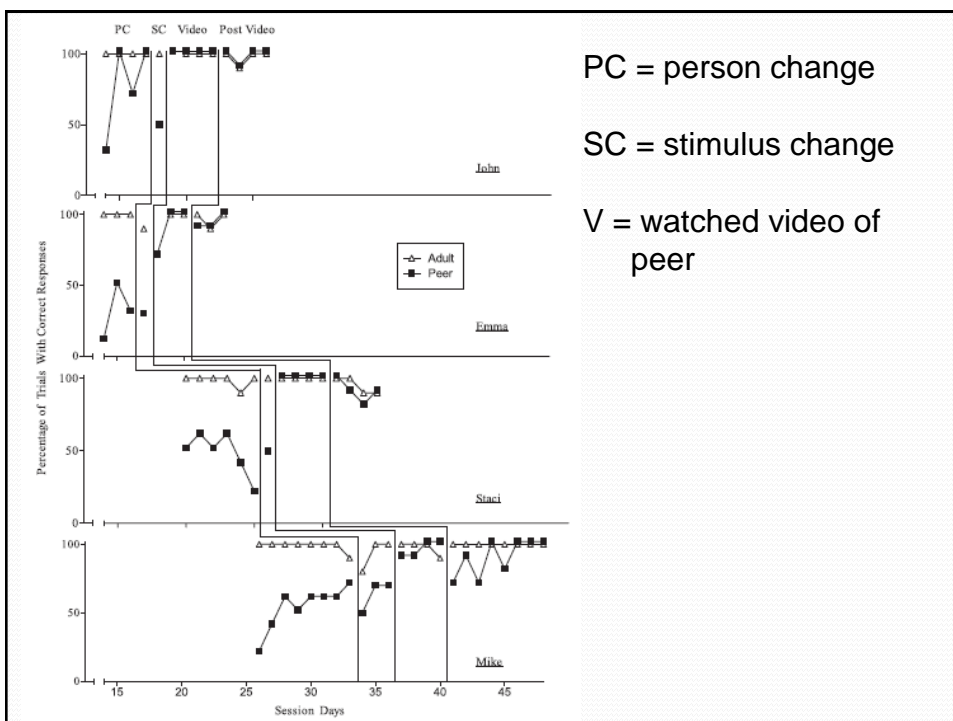 PC SC Video Post Video
100
50
0
John
100
50
0
Emma
Adult
Peer
100
50
0
Staci
100
50
0
Mike
15 20 25 30 35 40 45
Session Days
Percentage of Trials With Correct Responses
PC = person change
SC = stimulus change
V = watched video of
peer